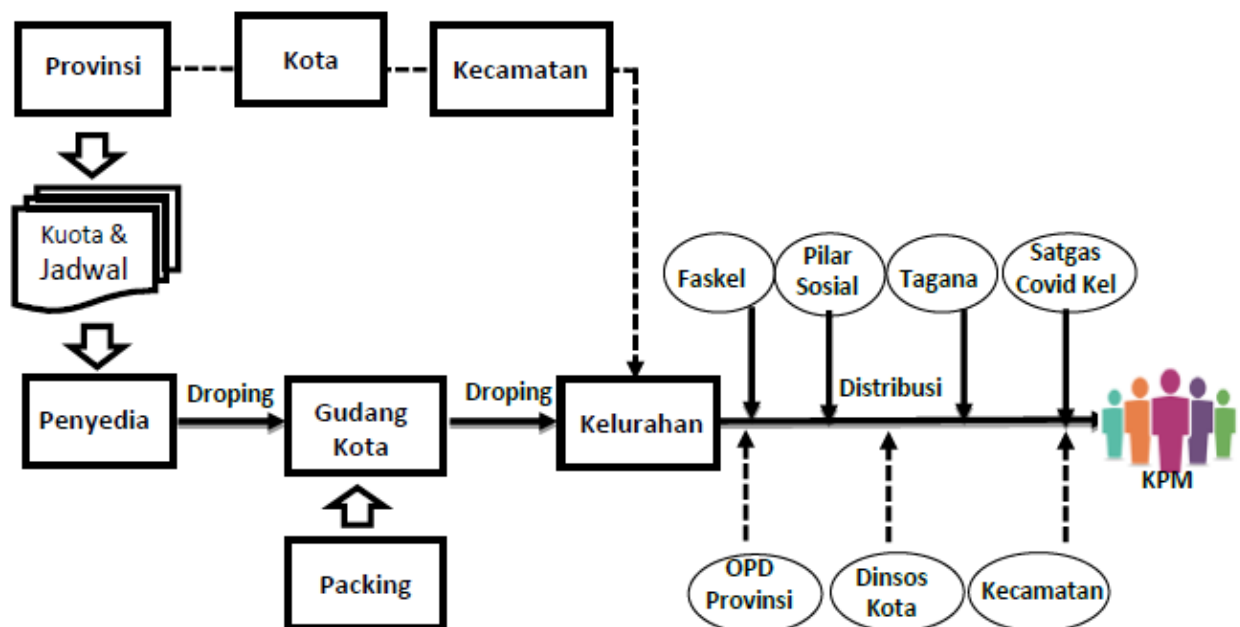 Provinsi
Kota
Kecamatan
Kuota &
Jadwal
Faskel
Pilar
Sosial
Tagana
Satgas
Covid Kel
Penyedia
Droping
Gudang
Kota
Droping
Kelurahan
Distribusi
KPM
Packing
OPD
Provinsi
Dinsos
Kota
Kecamatan